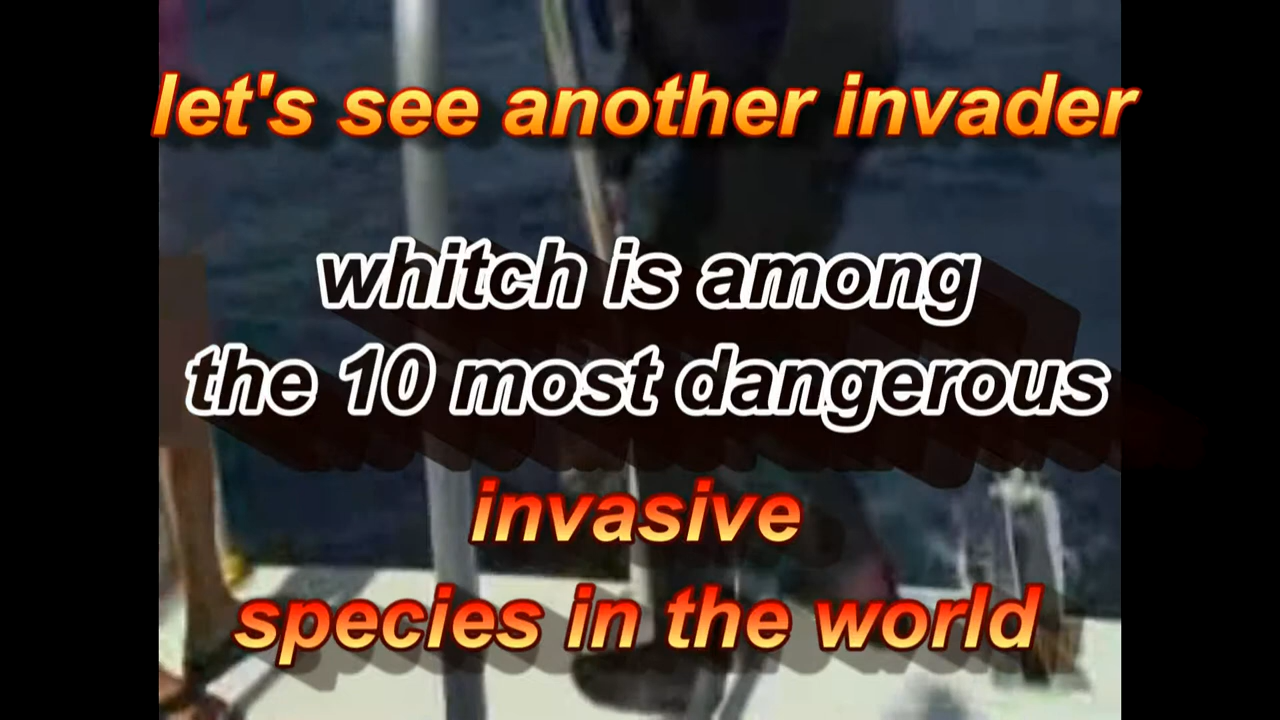 let's see another invader
whitch is among
the 10 most dangerous
invasive
species in the world